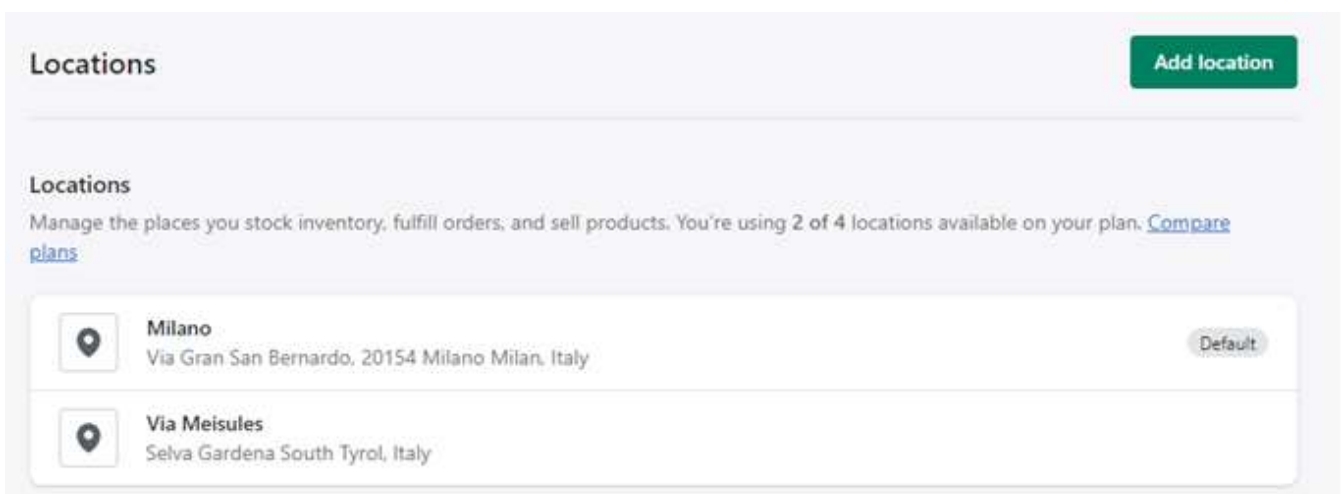 Locations
Add location
Locations
Manage the places you stock inventory, fulfill orders, and sell products. You're using 2 of 4 locations available on your plan. Compare
plans
Milano
Via Gran San Bernardo, 20154 Milano Milan, Italy
Default
Via Meisules
Selva Gardena South Tyrol, Italy